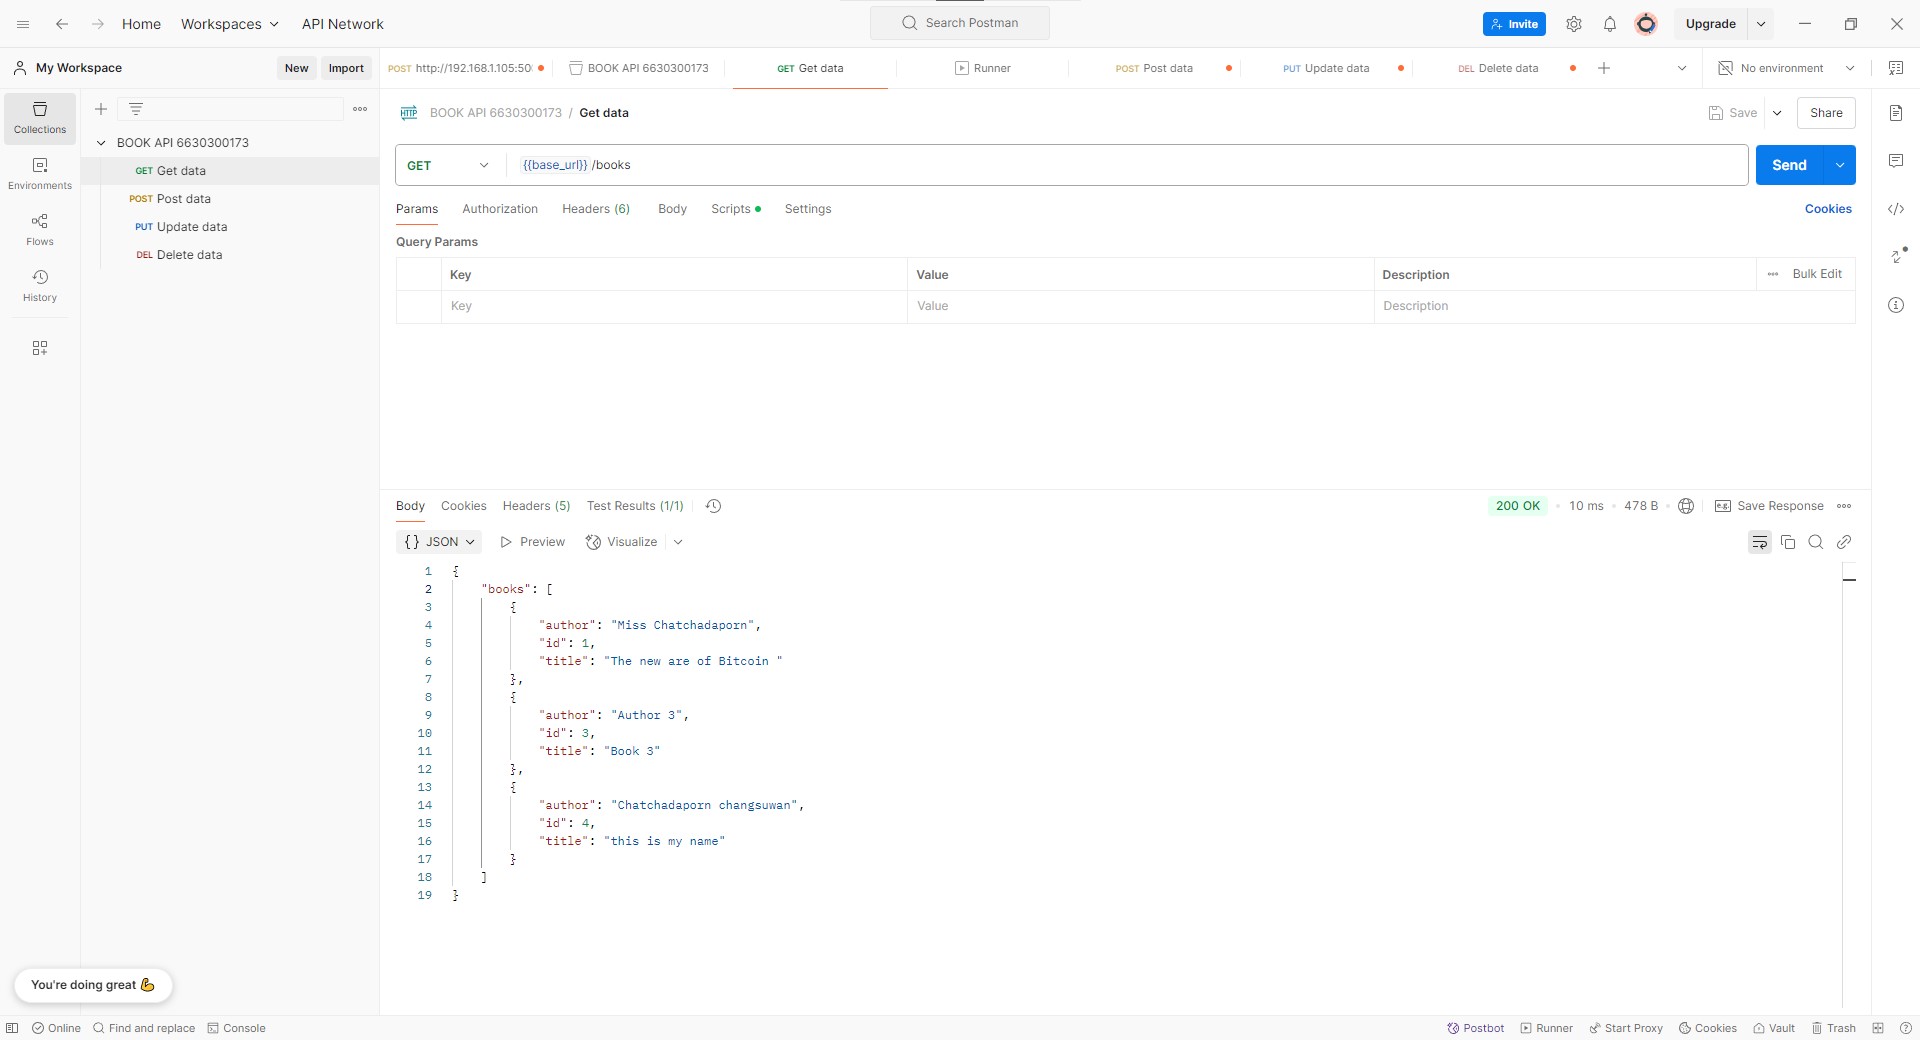 Home Workspaces API Network Search Postman Invite Upgrade
My Workspace New Import POST http://192.168.1.105:50 BOOK API 6630300173 GET Get data Runner POST Post data PUT Update data DEL Delete data No environment
Collections
Environments
Flows
History
BOOK API 6630300173
GET Get data
POST Post data
PUT Update data
DEL Delete data
HTTP BOOK API 6630300173 / Get data Save Share
GET {{base_url}} /books Send
Params Authorization Headers (6) Body Scripts Settings Cookies
Query Params
Key Value Description Bulk Edit
Key Value Description
Body Cookies Headers (5) Test Results (1/1) 200 OK 10 ms 478 B e.g. Save Response
{} JSON Preview Visualize
1 {
2 "books": [
3 {
4 "author": "Miss Chatchadaporn",
5 "id": 1,
6 "title": "The new are of Bitcoin "
7 },
8 {
9 "author": "Author 3",
10 "id": 3,
11 "title": "Book 3"
12 },
13 {
14 "author": "Chatchadaporn changsuwan",
15 "id": 4,
16 "title": "this is my name"
17 }
18 ]
19 }
You're doing great 💪
Online Find and replace Console Postbot Runner Start Proxy Cookies Vault Trash